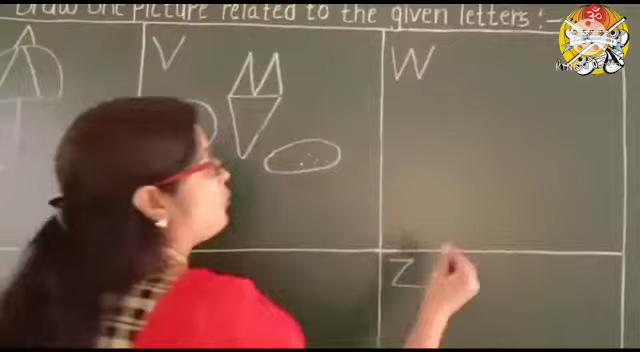 Draw one picture related to the given letters :-
V
W
Z